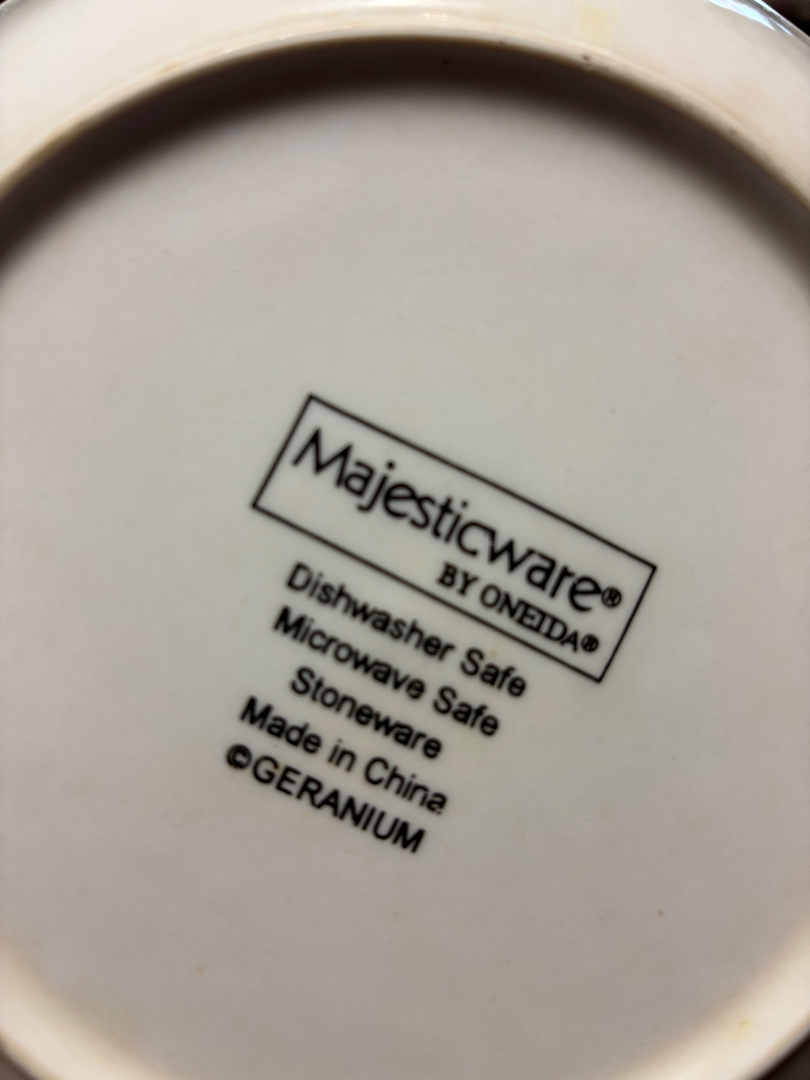 Majesticware®
BY ONEIDA®
Dishwasher Safe
Microwave Safe
Stoneware
Made in China
©GERANIUM